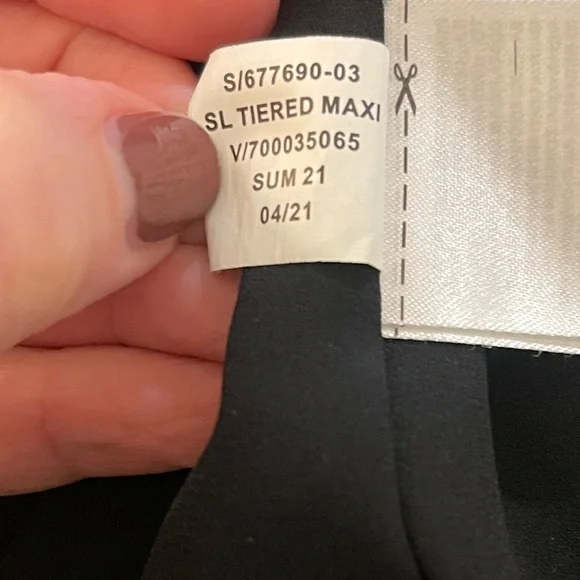 S/677690-03
SL TIERED MAXI
V/700035065
SUM 21
04/21